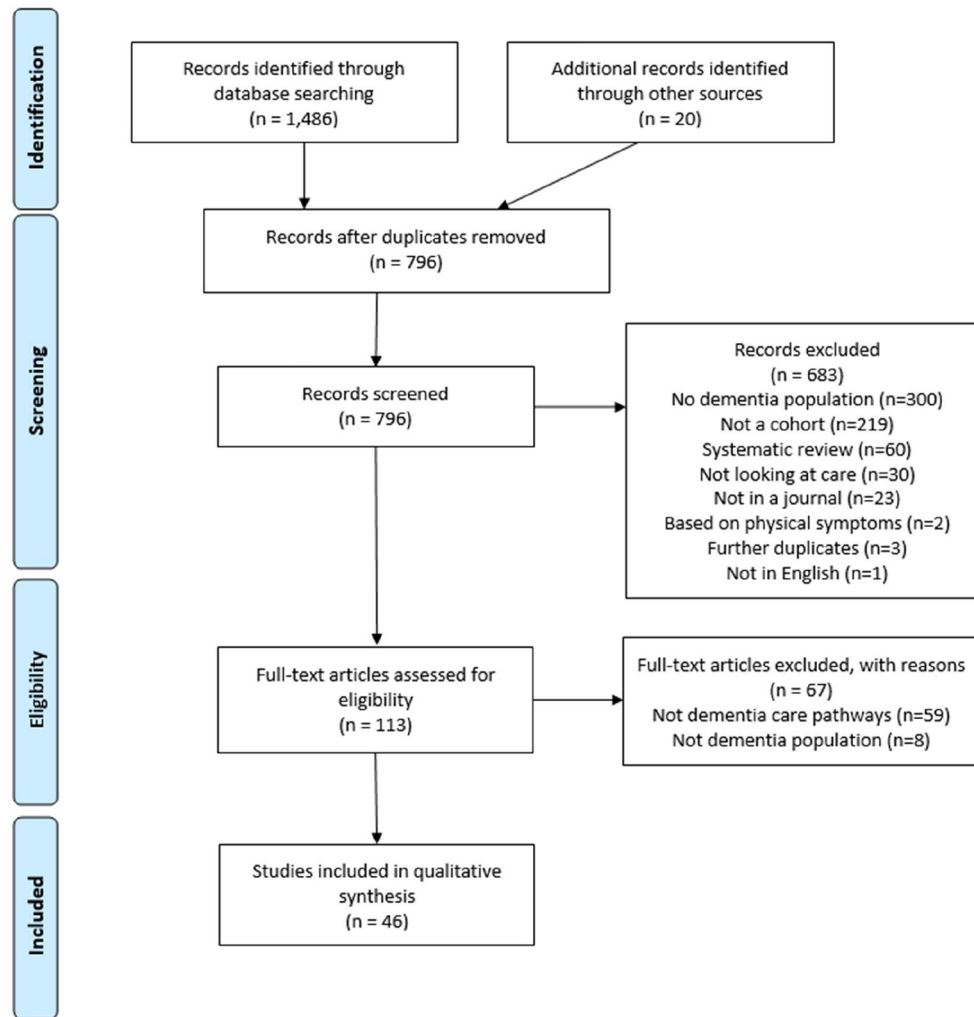 Identification
Records identified through
database searching
(n = 1,486)
Additional records identified
through other sources
(n = 20)
Screening
Records after duplicates removed
(n = 796)
Records screened
(n = 796)
Records excluded
(n = 683)
No dementia population (n=300)
Not a cohort (n=219)
Systematic review (n=60)
Not looking at care (n=30)
Not in a journal (n=23)
Based on physical symptoms (n=2)
Further duplicates (n=3)
Not in English (n=1)
Eligibility
Full-text articles assessed for
eligibility
(n = 113)
Full-text articles excluded, with reasons
(n = 67)
Not dementia care pathways (n=59)
Not dementia population (n=8)
Included
Studies included in qualitative
synthesis
(n = 46)